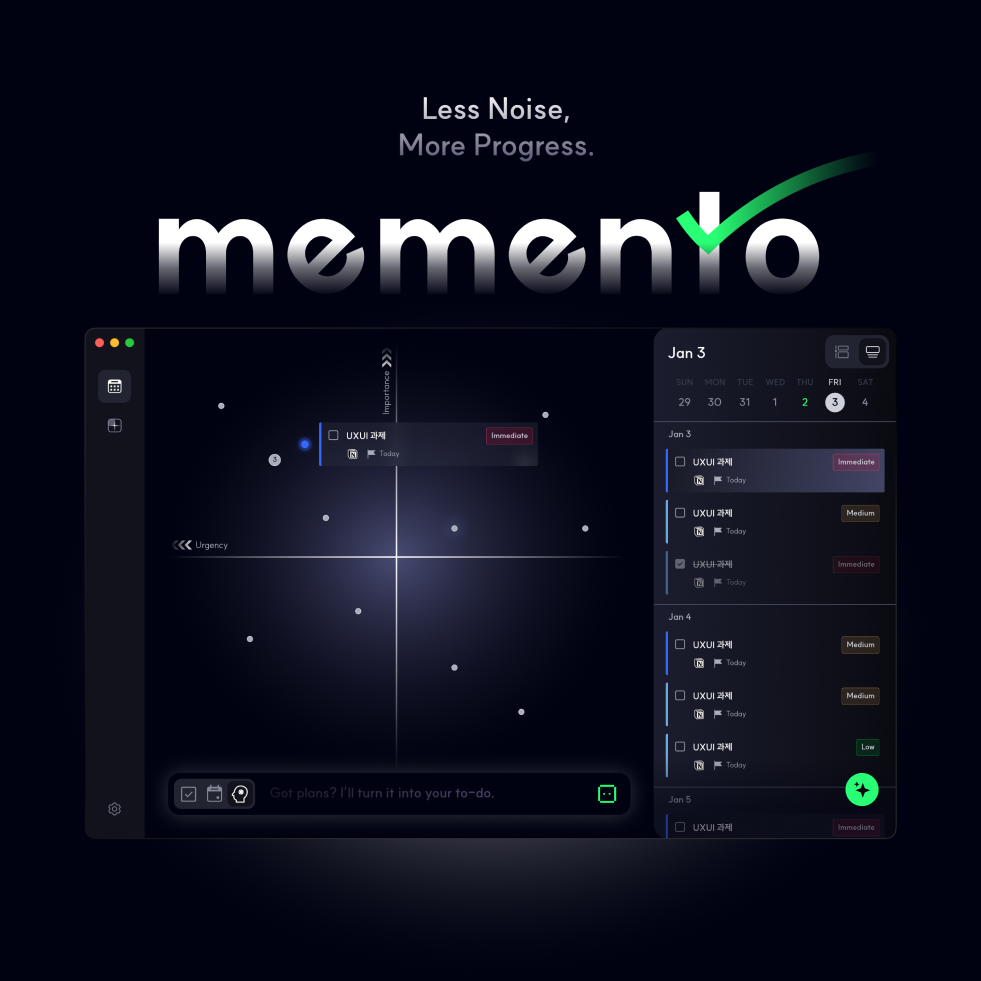 Less Noise,
More Progress.
memento
Importance
UXUI 과제
Immediate
Today
3
Urgency
Got plans? I'll turn it into your to-do.
Jan 3
SUN MON TUE WED THU FRI SAT
29 30 31 1 2 3 4
Jan 3
UXUI 과제
Immediate
Today
UXUI 과제
Medium
Today
UXUI 과제
Immediate
Today
Jan 4
UXUI 과제
Medium
Today
UXUI 과제
Medium
Today
UXUI 과제
Low
Today
Jan 5
UXUI 과제
Immediate